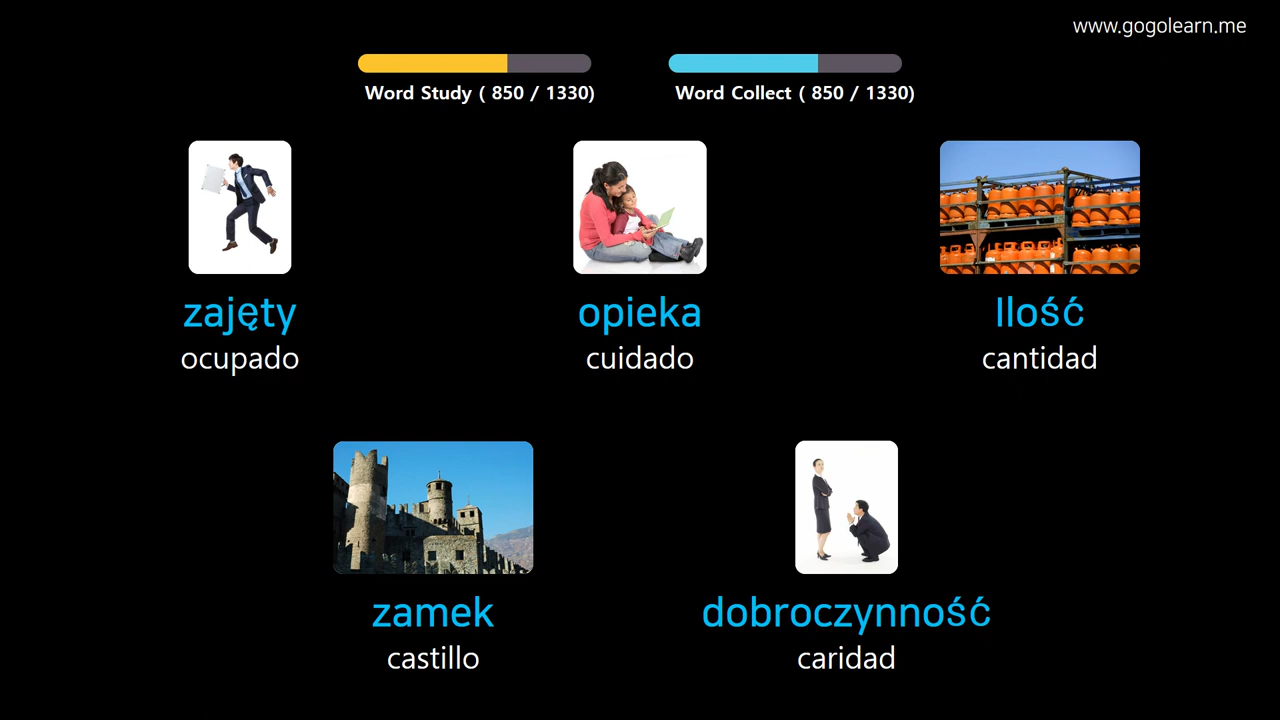 www.gogolearn.me
Word Study ( 850 / 1330)
Word Collect ( 850 / 1330)
zajęty
ocupado
opieka
cuidado
Ilość
cantidad
zamek
castillo
dobroczynność
caridad